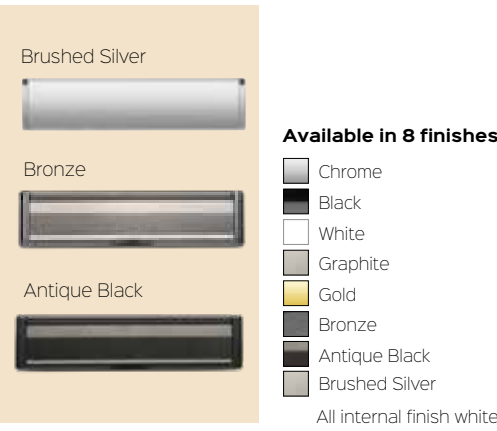 Brushed Silver
Bronze
Antique Black
Available in 8 finishes
Chrome
Black
White
Graphite
Gold
Bronze
Antique Black
Brushed Silver
All internal finish white